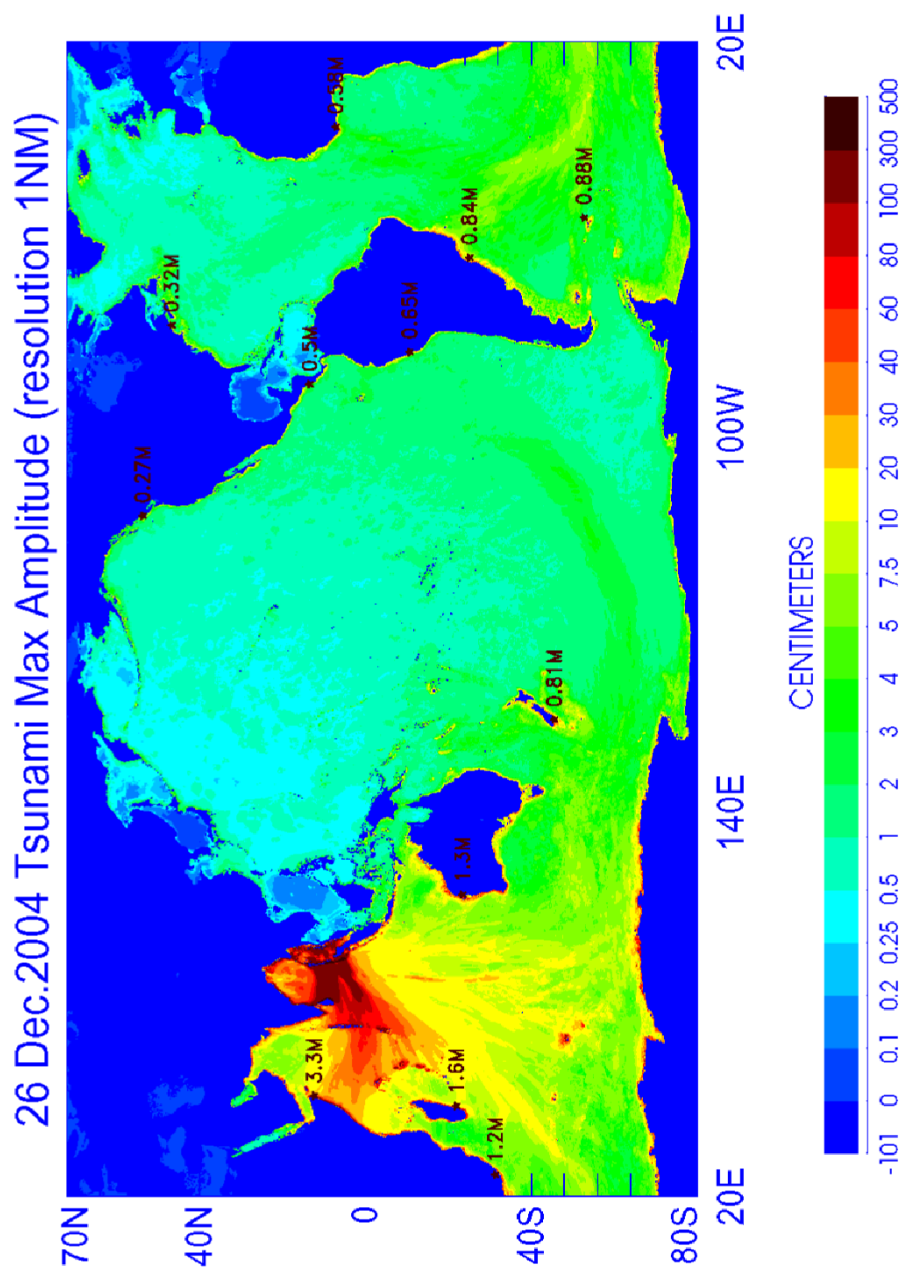 26 Dec.2004 Tsunami Max Amplitude (resolution 1NM)
70N
40N
0
40S
80S
20E
140E
100W
20E
0.27M
0.32M
0.5M
0.65M
0.84M
0.58M
0.88M
0.81M
1.3M
3.3M
1.6M
1.2M
CENTIMETERS
-101 0 0.1 0.2 0.25 0.5 1 2 3 4 5 7.5 10 20 30 40 60 80 100 300 500